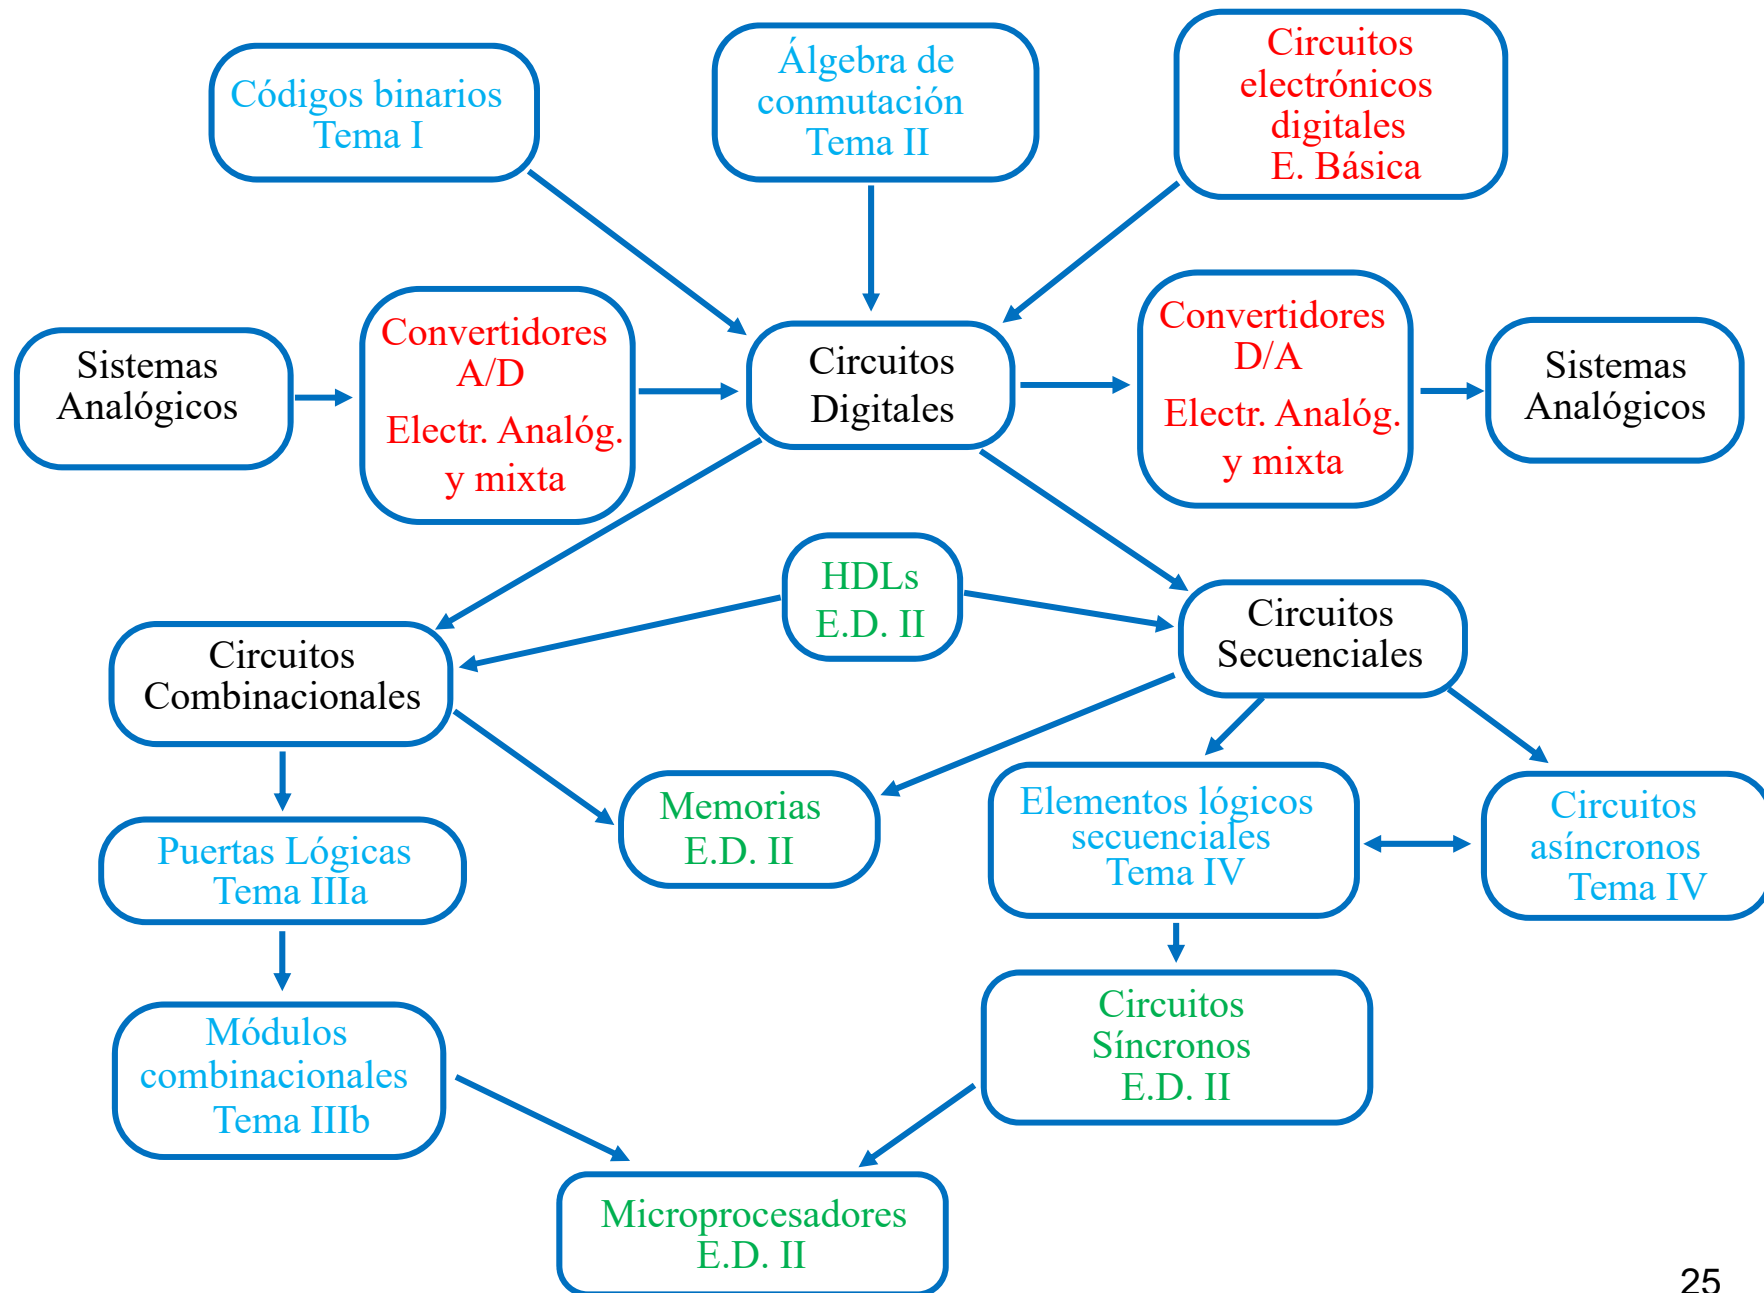 Códigos binarios
Tema I
Álgebra de
conmutación
Tema II
Circuitos
electrónicos
digitales
E. Básica
Sistemas
Analógicos
Convertidores
A/D
Electr. Analóg.
y mixta
Circuitos
Digitales
Convertidores
D/A
Electr. Analóg.
y mixta
Sistemas
Analógicos
HDLs
E.D. II
Circuitos
Combinacionales
Circuitos
Secuenciales
Puertas Lógicas
Tema IIIa
Memorias
E.D. II
Elementos lógicos
secuenciales
Tema IV
Circuitos
asíncronos
Tema IV
Módulos
combinacionales
Tema IIIb
Circuitos
Síncronos
E.D. II
Microprocesadores
E.D. II
25